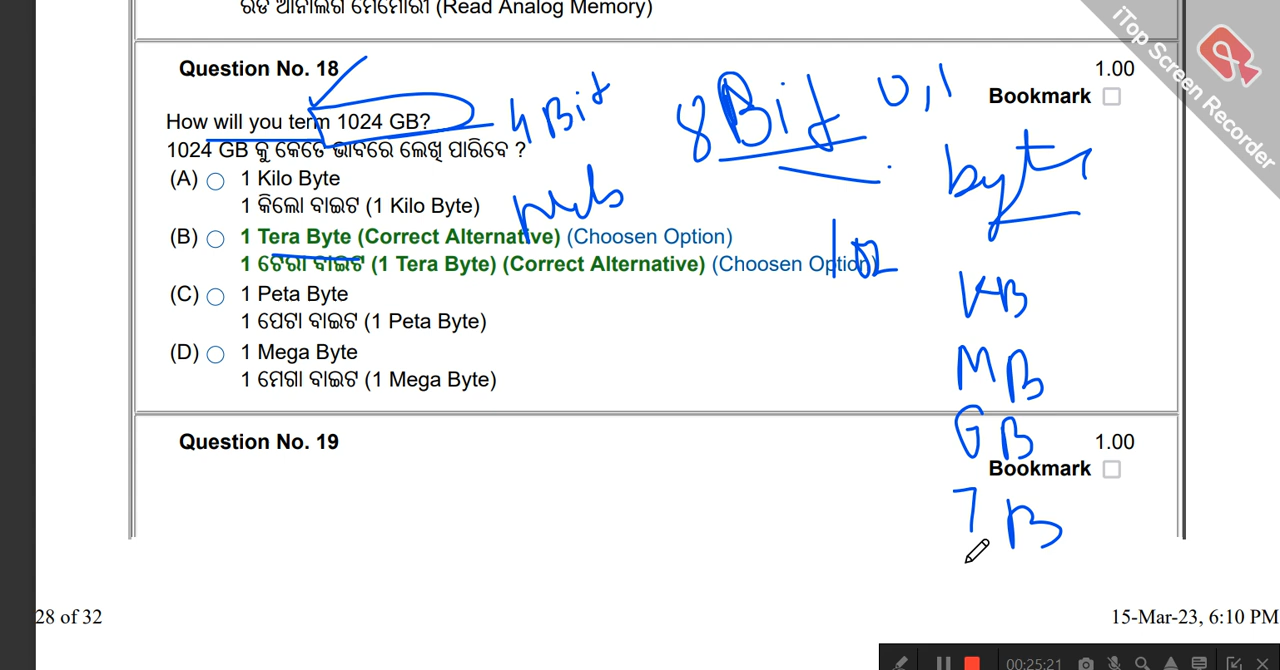 ରିଡ ଆନାଲଗ ମେମୋରୀ (Read Analog Memory)
iTop Screen Recorder
Question No. 18
1.00
Bookmark
How will you term 1024 GB?
1024 GB କୁ କେତେ ଭାବରେ ଲେଖି ପାରିବେ ?
(A) 1 Kilo Byte
1 କିଲୋ ବାଇଟ (1 Kilo Byte)
(B) 1 Tera Byte (Correct Alternative) (Choosen Option)
1 ଟେରା ବାଇଟ (1 Tera Byte) (Correct Alternative) (Choosen Option)
(C) 1 Peta Byte
1 ପେଟା ବାଇଟ (1 Peta Byte)
(D) 1 Mega Byte
1 ମେଗା ବାଇଟ (1 Mega Byte)
4 Bit
8 Bit 0,1
byte
KB
MB
GB
TB
Question No. 19
1.00
Bookmark
28 of 32
15-Mar-23, 6:10 PM
00:25:21